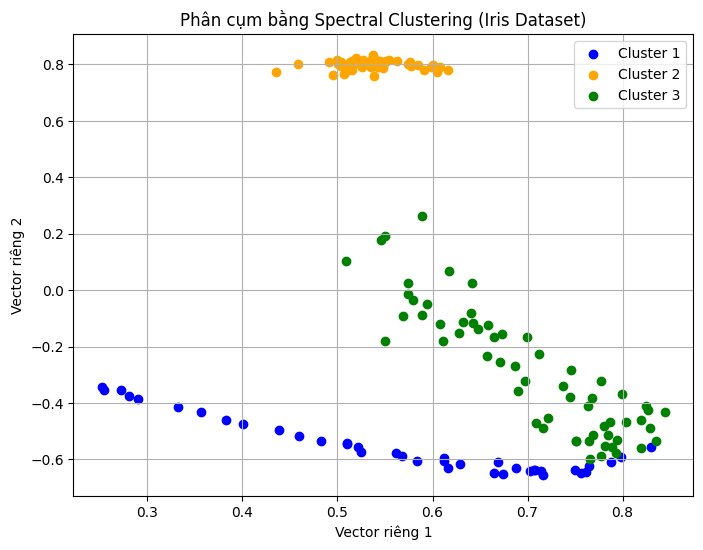 Phân cụm bằng Spectral Clustering (Iris Dataset)
Cluster 1
Cluster 2
Cluster 3
0.8
0.6
0.4
0.2
0.0
−0.2
−0.4
−0.6
Vector riêng 2
0.3 0.4 0.5 0.6 0.7 0.8
Vector riêng 1